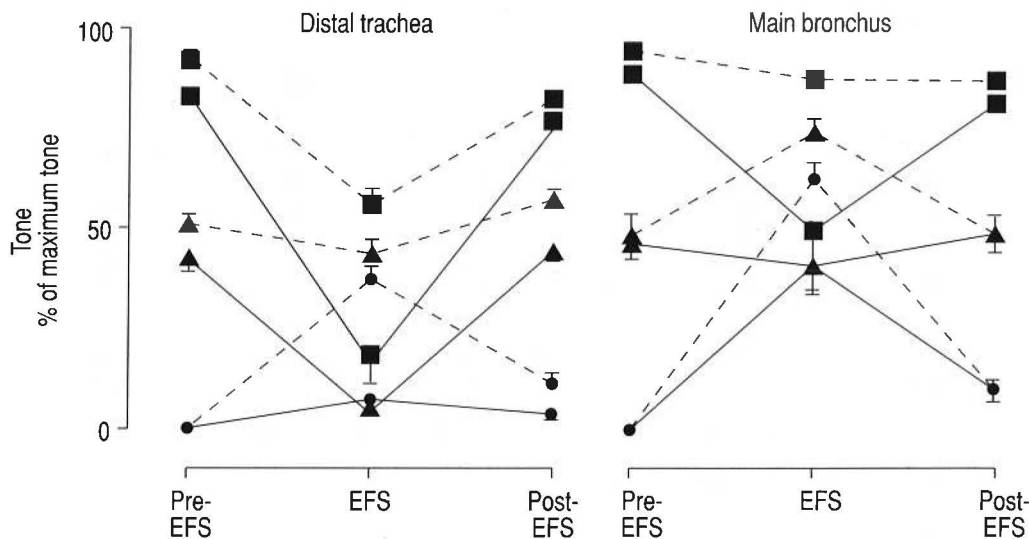 Distal trachea
Main bronchus
100
50
0
Tone
% of maximum tone
Pre-
EFS
EFS
Post-
EFS
Pre-
EFS
EFS
Post-
EFS